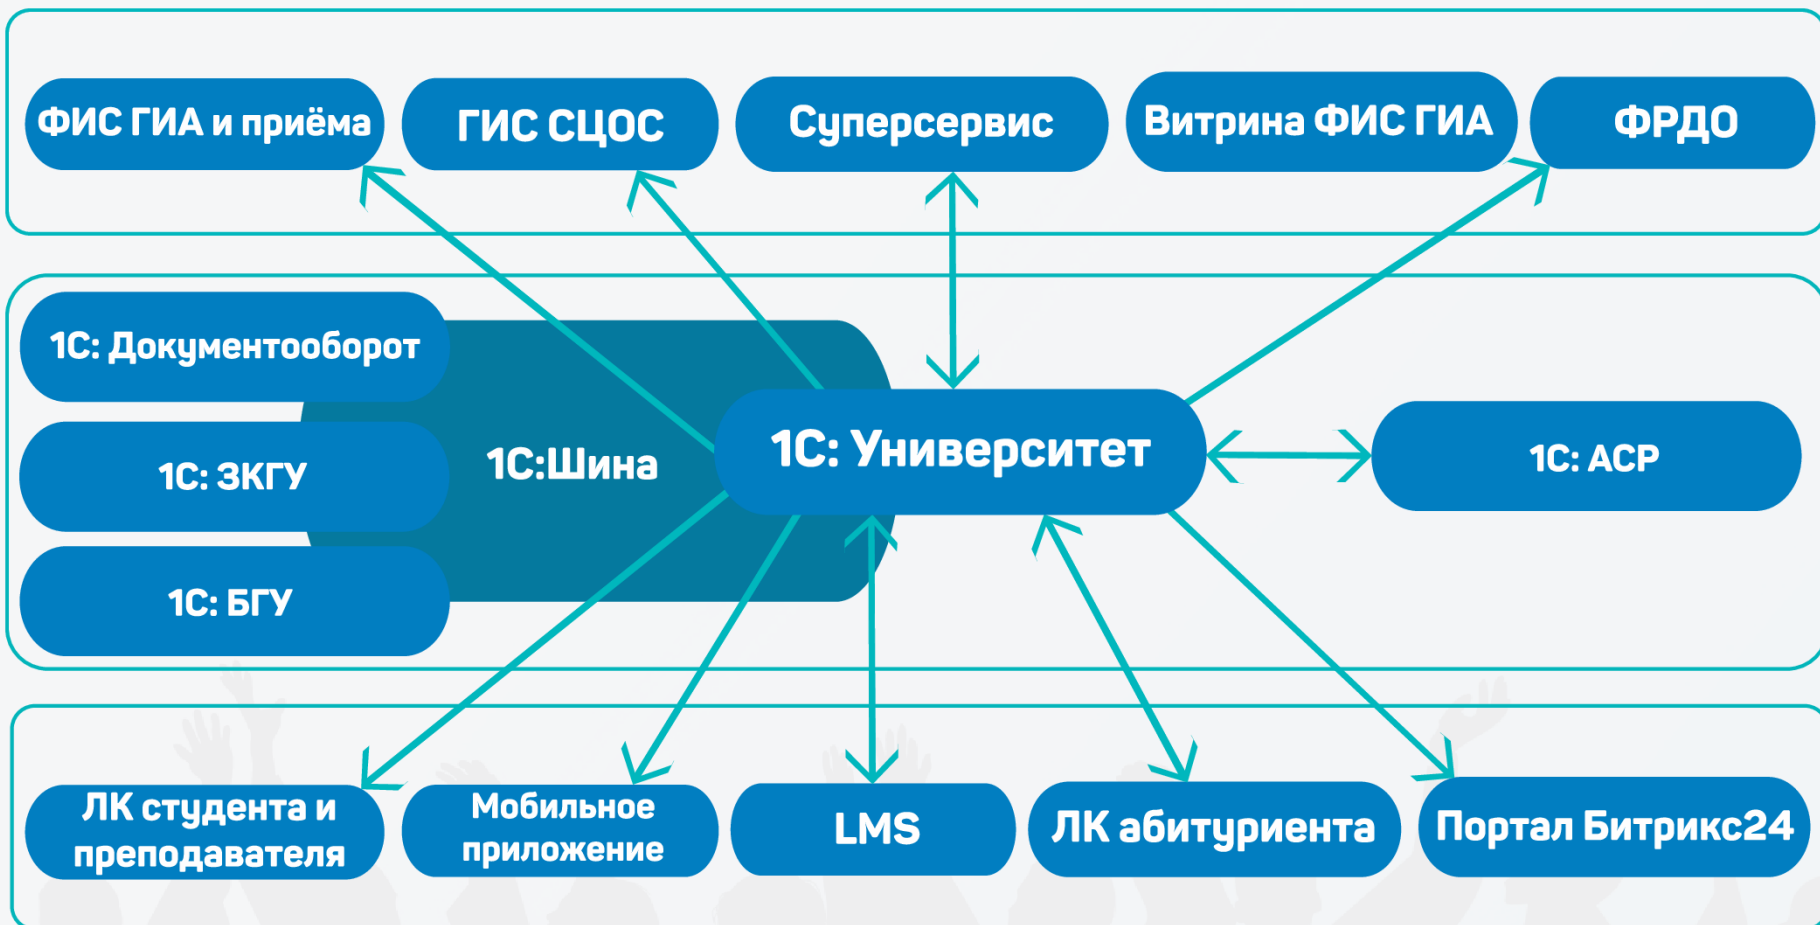 ФИС ГИА и приёма
ГИС СЦОС
Суперсервис
Витрина ФИС ГИА
ФРДО
1С: Документооборот
1С: ЗКГУ
1С: БГУ
1С:Шина
1С: Университет
1С: АСР
ЛК студента и
преподавателя
Мобильное
приложение
LMS
ЛК абитуриента
Портал Битрикс24